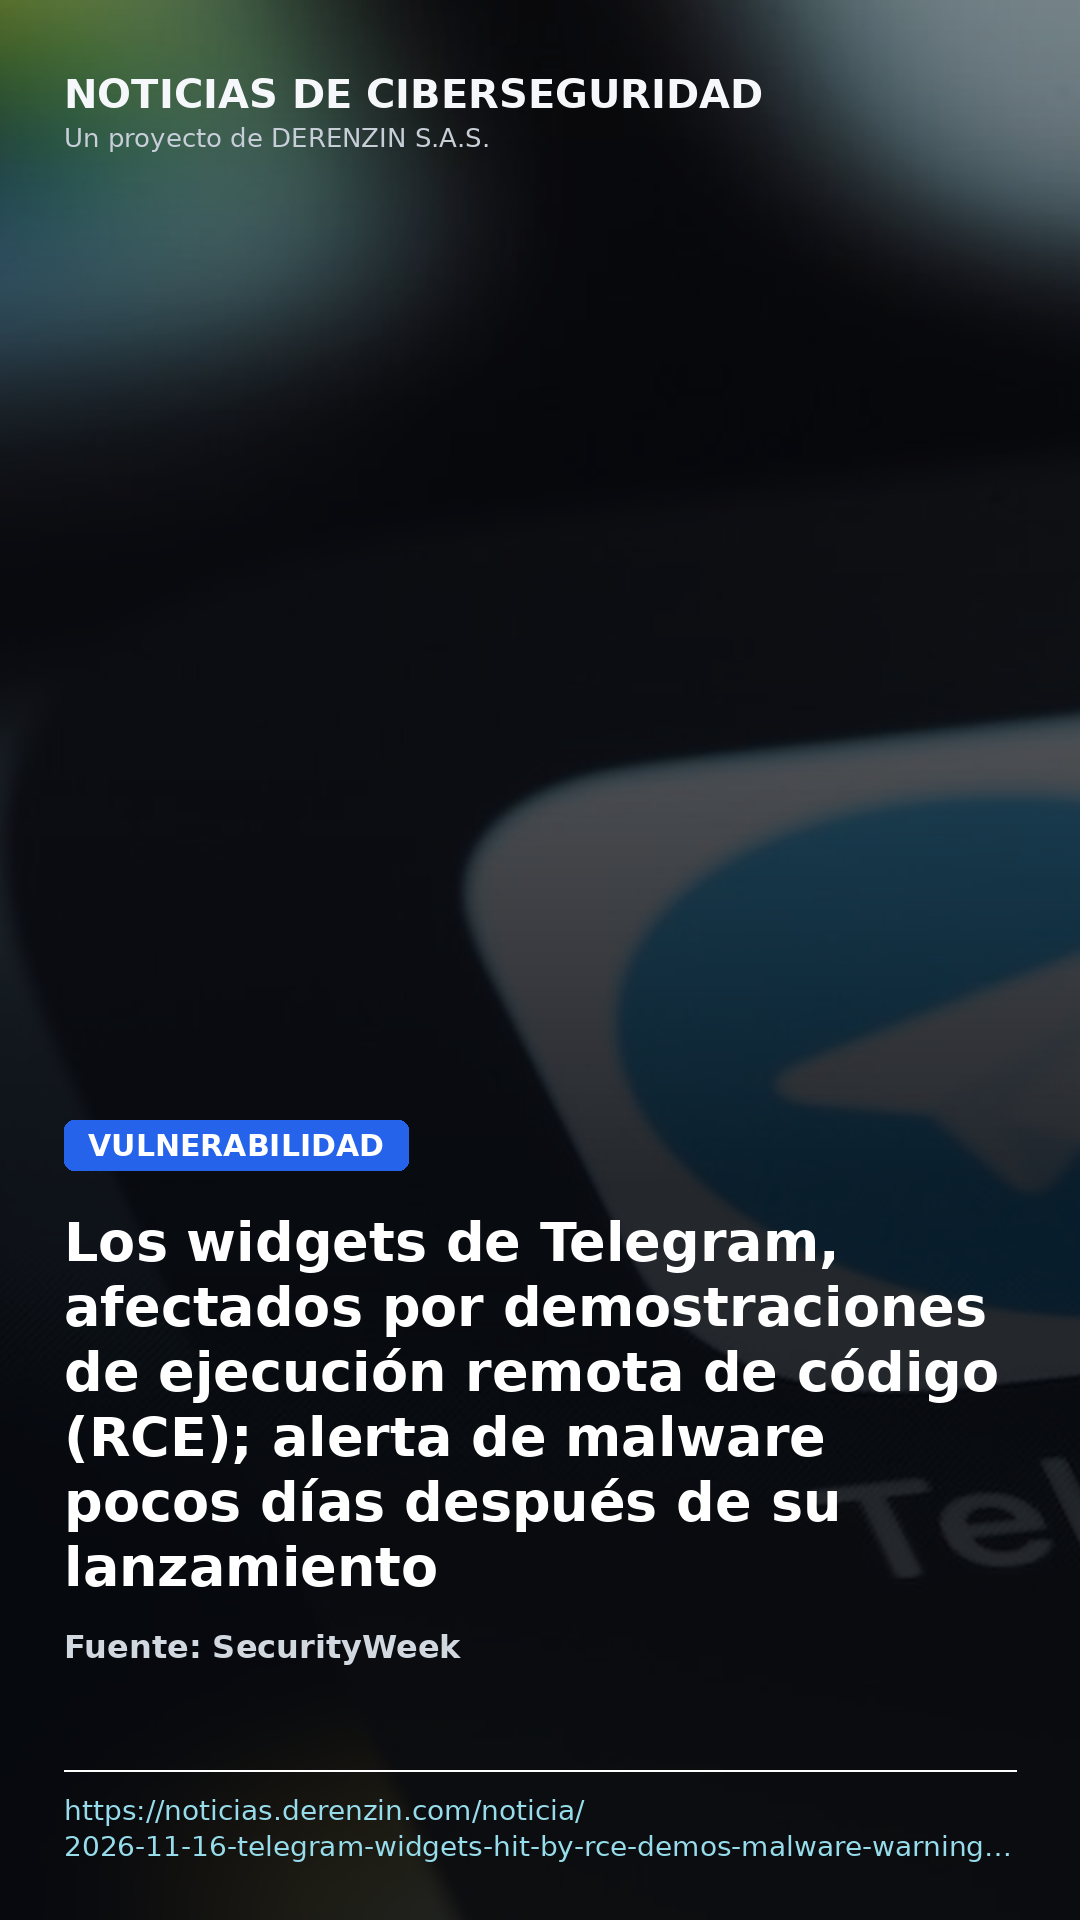 NOTICIAS DE CIBERSEGURIDAD
Un proyecto de DERENZIN S.A.S.
VULNERABILIDAD
Los widgets de Telegram,
afectados por demostraciones
de ejecución remota de código
(RCE); alerta de malware
pocos días después de su
lanzamiento
Tel
Fuente: SecurityWeek
https://noticias.derenzin.com/noticia/
2026-11-16-telegram-widgets-hit-by-rce-demos-malware-warning…